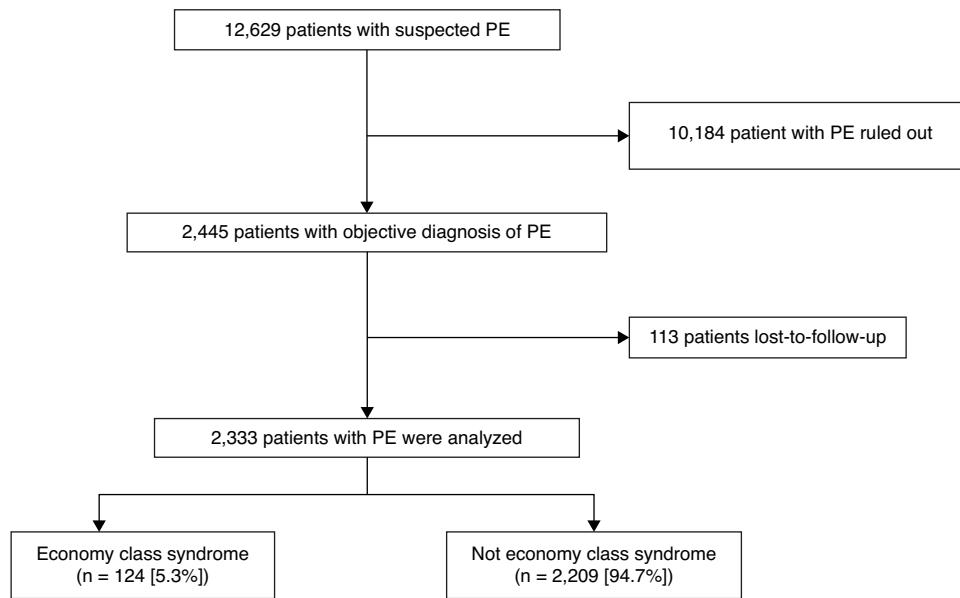 12,629 patients with suspected PE
10,184 patient with PE ruled out
2,445 patients with objective diagnosis of PE
113 patients lost-to-follow-up
2,333 patients with PE were analyzed
Economy class syndrome
(n = 124 [5.3%])
Not economy class syndrome
(n = 2,209 [94.7%])